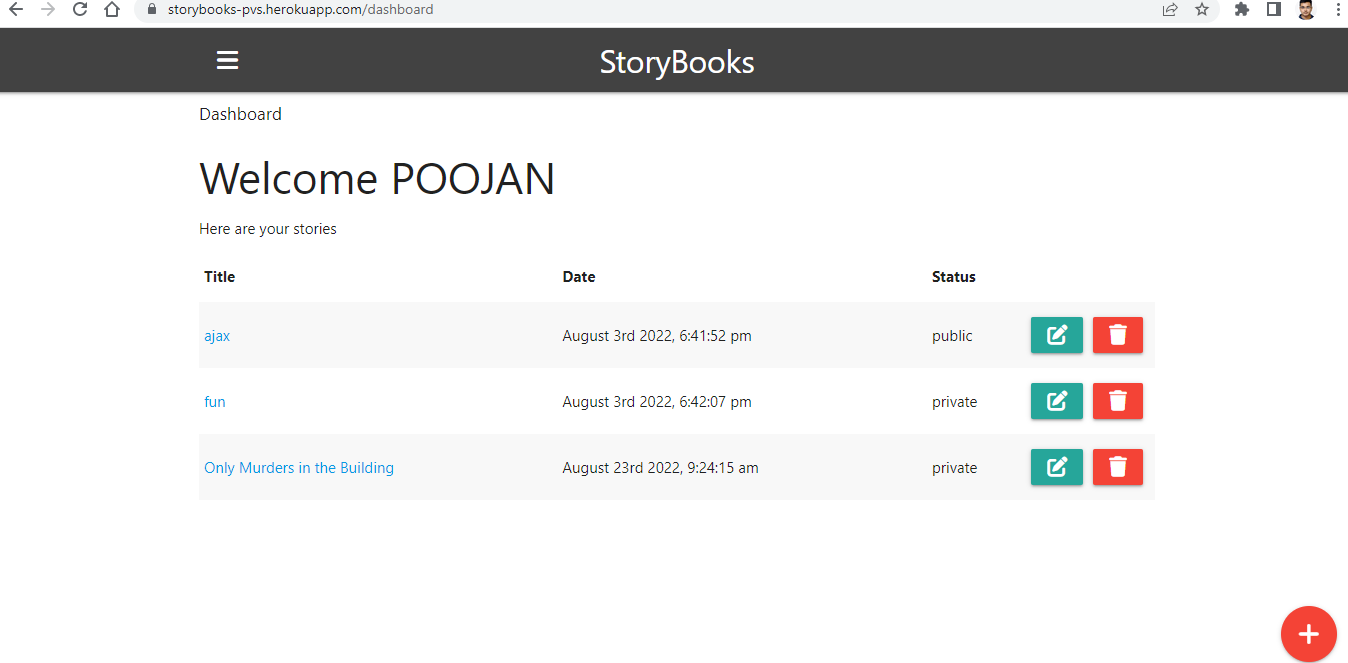 storybooks-pvs.herokuapp.com/dashboard
StoryBooks
Dashboard
Welcome POOJAN
Here are your stories
Title Date Status
ajax August 3rd 2022, 6:41:52 pm public
fun August 3rd 2022, 6:42:07 pm private
Only Murders in the Building August 23rd 2022, 9:24:15 am private